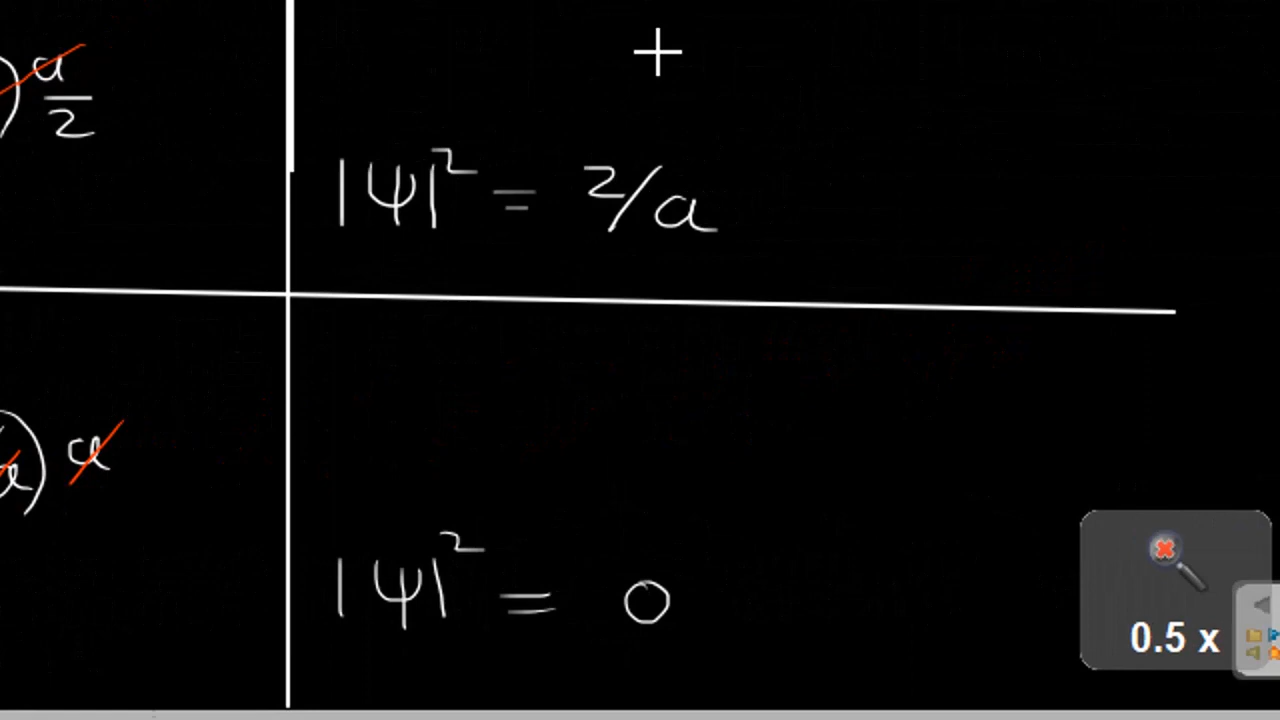 ) a/2
|ψ|² = 2/a
a) a
|ψ|² = 0
0.5 x